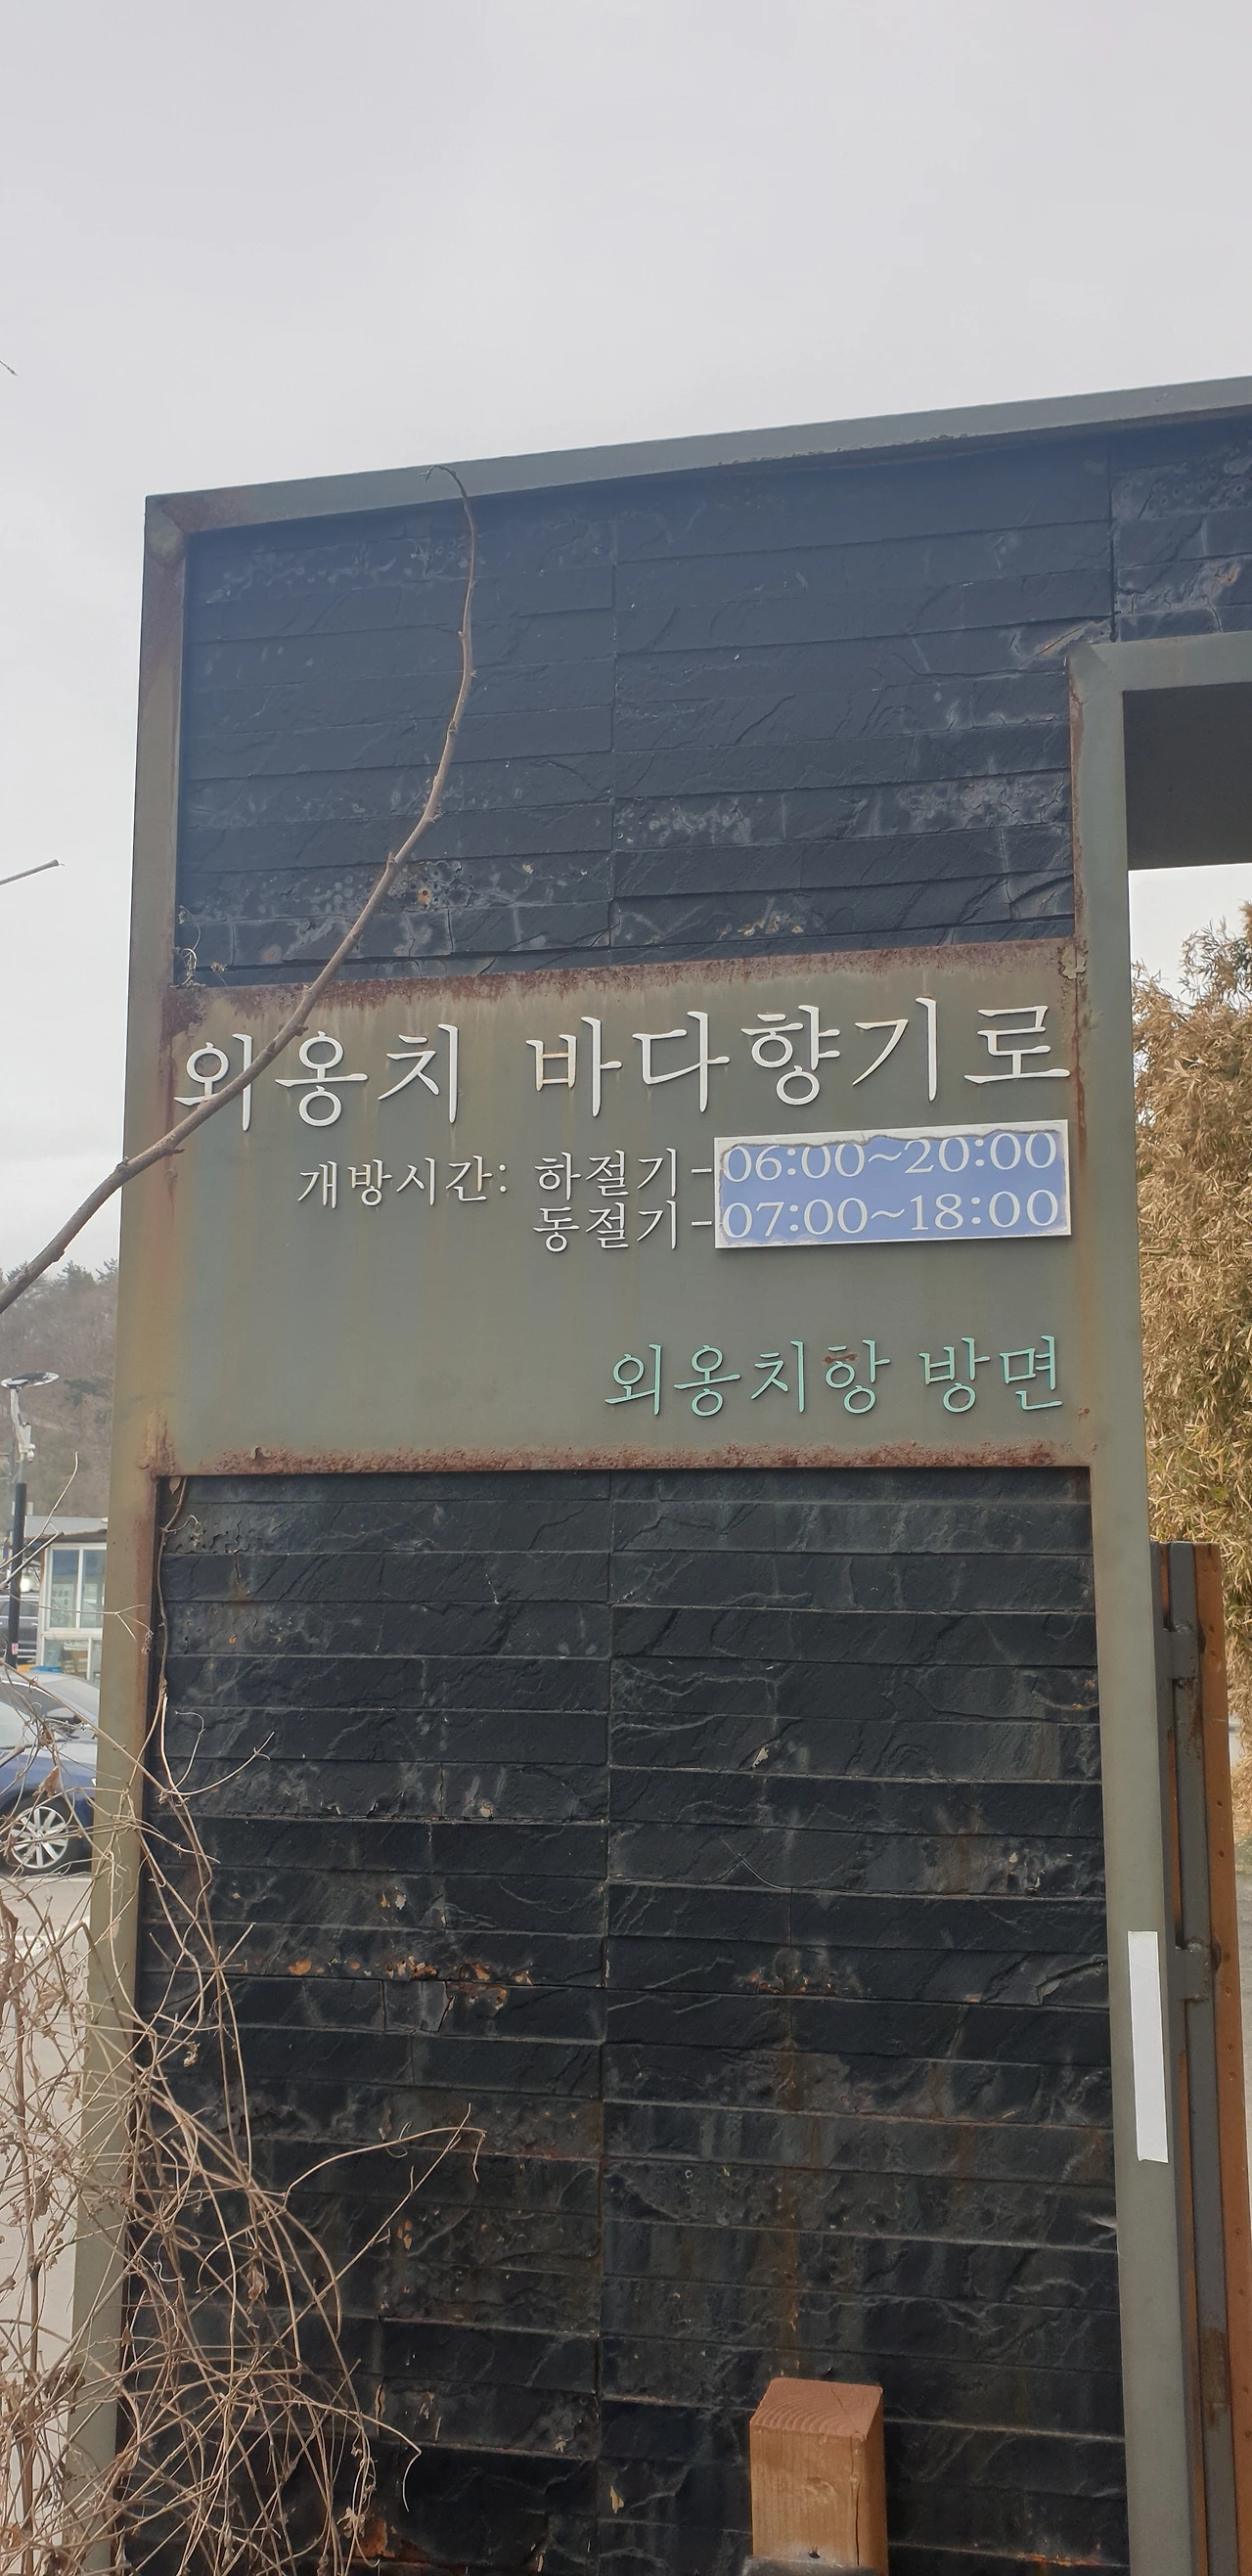 외옹치 바다향기로
개방시간: 하절기-06:00~20:00
동절기-07:00~18:00
외옹치항 방면